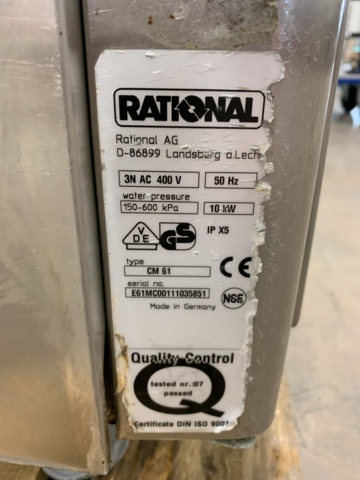 RATIONAL
Rational AG
D-86899 Landsberg a.Lech
3N AC 400 V 50 Hz
water pressure
150-600 kPa 10 kW
VDE GS IP X5
type
CM 61 CE
serial no.
E61MC00111035851 NSF
Made in Germany
Quality Control
Q
tested nr.:07
passed
Certificate DIN ISO 9001